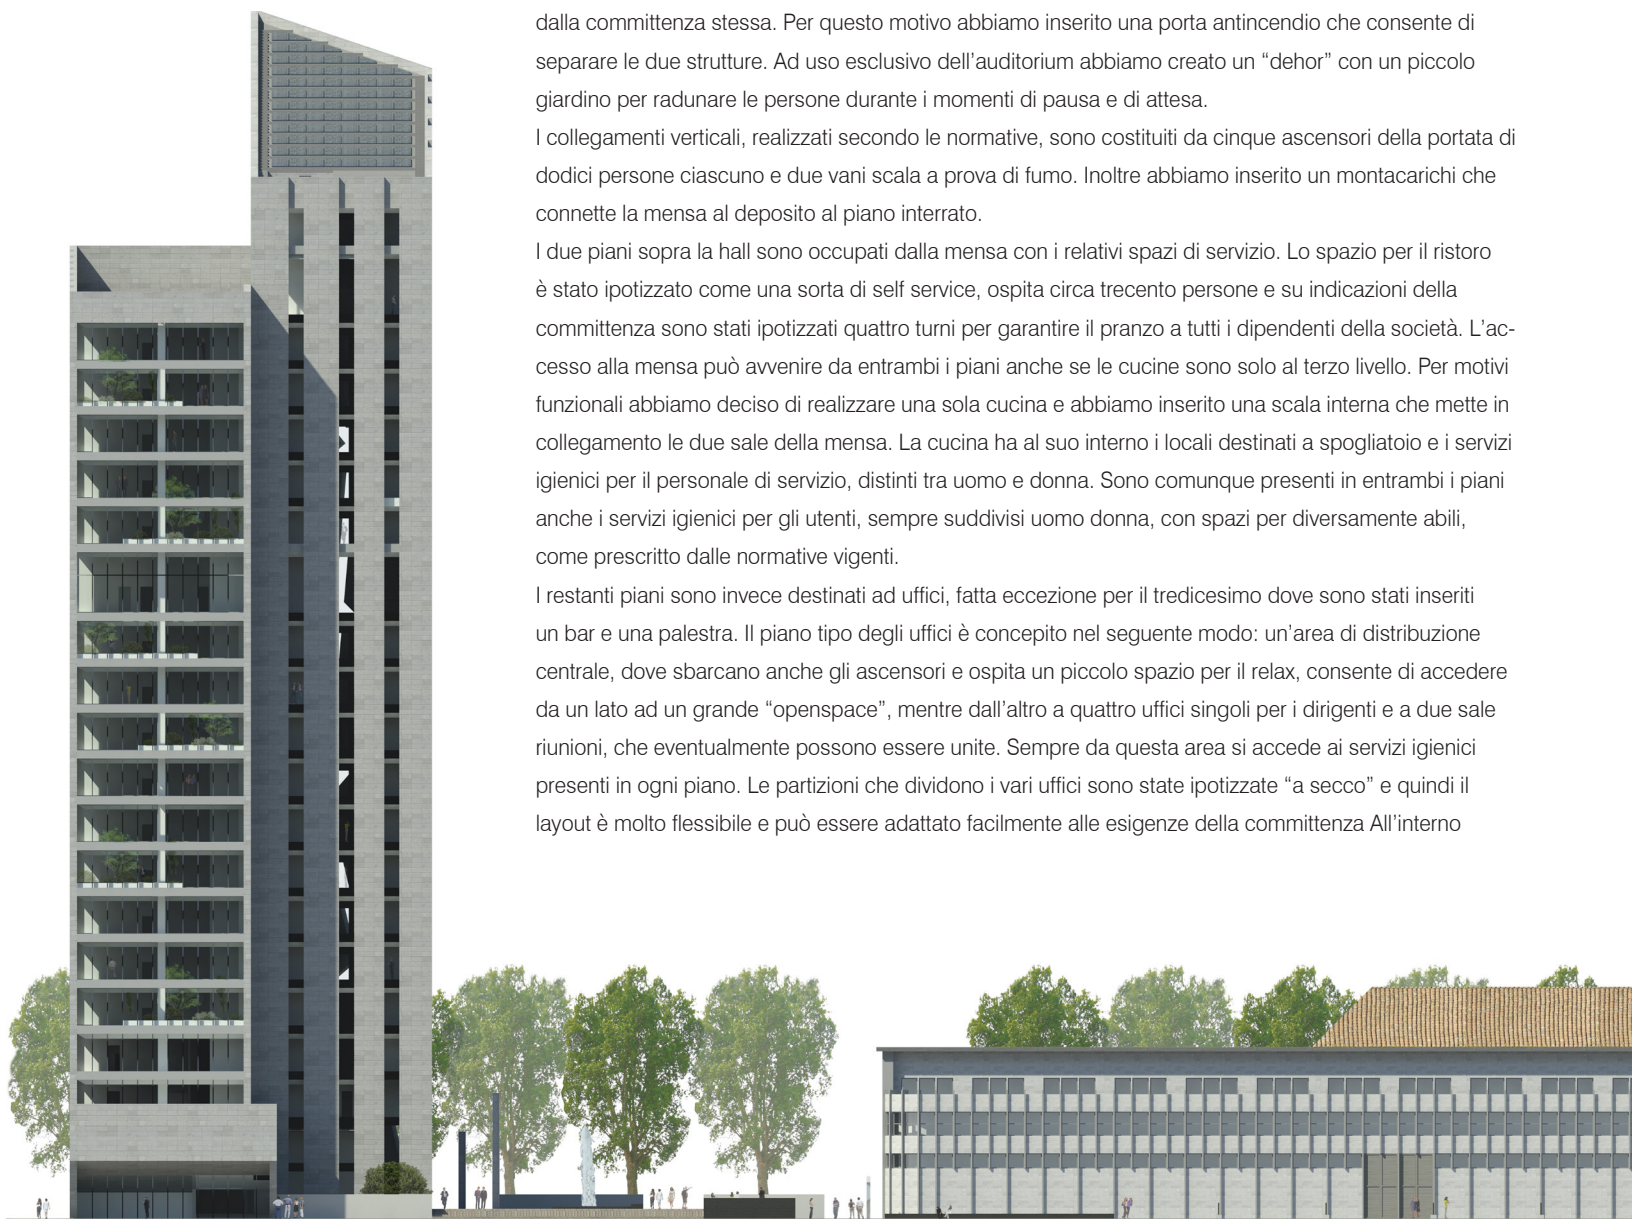 dalla committenza stessa. Per questo motivo abbiamo inserito una porta antincendio che consente di
separare le due strutture. Ad uso esclusivo dell’auditorium abbiamo creato un “dehor” con un piccolo
giardino per radunare le persone durante i momenti di pausa e di attesa.
I collegamenti verticali, realizzati secondo le normative, sono costituiti da cinque ascensori della portata di
dodici persone ciascuno e due vani scala a prova di fumo. Inoltre abbiamo inserito un montacarichi che
connette la mensa al deposito al piano interrato.
I due piani sopra la hall sono occupati dalla mensa con i relativi spazi di servizio. Lo spazio per il ristoro
è stato ipotizzato come una sorta di self service, ospita circa trecento persone e su indicazioni della
committenza sono stati ipotizzati quattro turni per garantire il pranzo a tutti i dipendenti della società. L’ac-
cesso alla mensa può avvenire da entrambi i piani anche se le cucine sono solo al terzo livello. Per motivi
funzionali abbiamo deciso di realizzare una sola cucina e abbiamo inserito una scala interna che mette in
collegamento le due sale della mensa. La cucina ha al suo interno i locali destinati a spogliatoio e i servizi
igienici per il personale di servizio, distinti tra uomo e donna. Sono comunque presenti in entrambi i piani
anche i servizi igienici per gli utenti, sempre suddivisi uomo donna, con spazi per diversamente abili,
come prescritto dalle normative vigenti.
I restanti piani sono invece destinati ad uffici, fatta eccezione per il tredicesimo dove sono stati inseriti
un bar e una palestra. Il piano tipo degli uffici è concepito nel seguente modo: un’area di distribuzione
centrale, dove sbarcano anche gli ascensori e ospita un piccolo spazio per il relax, consente di accedere
da un lato ad un grande “openspace”, mentre dall’altro a quattro uffici singoli per i dirigenti e a due sale
riunioni, che eventualmente possono essere unite. Sempre da questa area si accede ai servizi igienici
presenti in ogni piano. Le partizioni che dividono i vari uffici sono state ipotizzate “a secco” e quindi il
layout è molto flessibile e può essere adattato facilmente alle esigenze della committenza All’interno